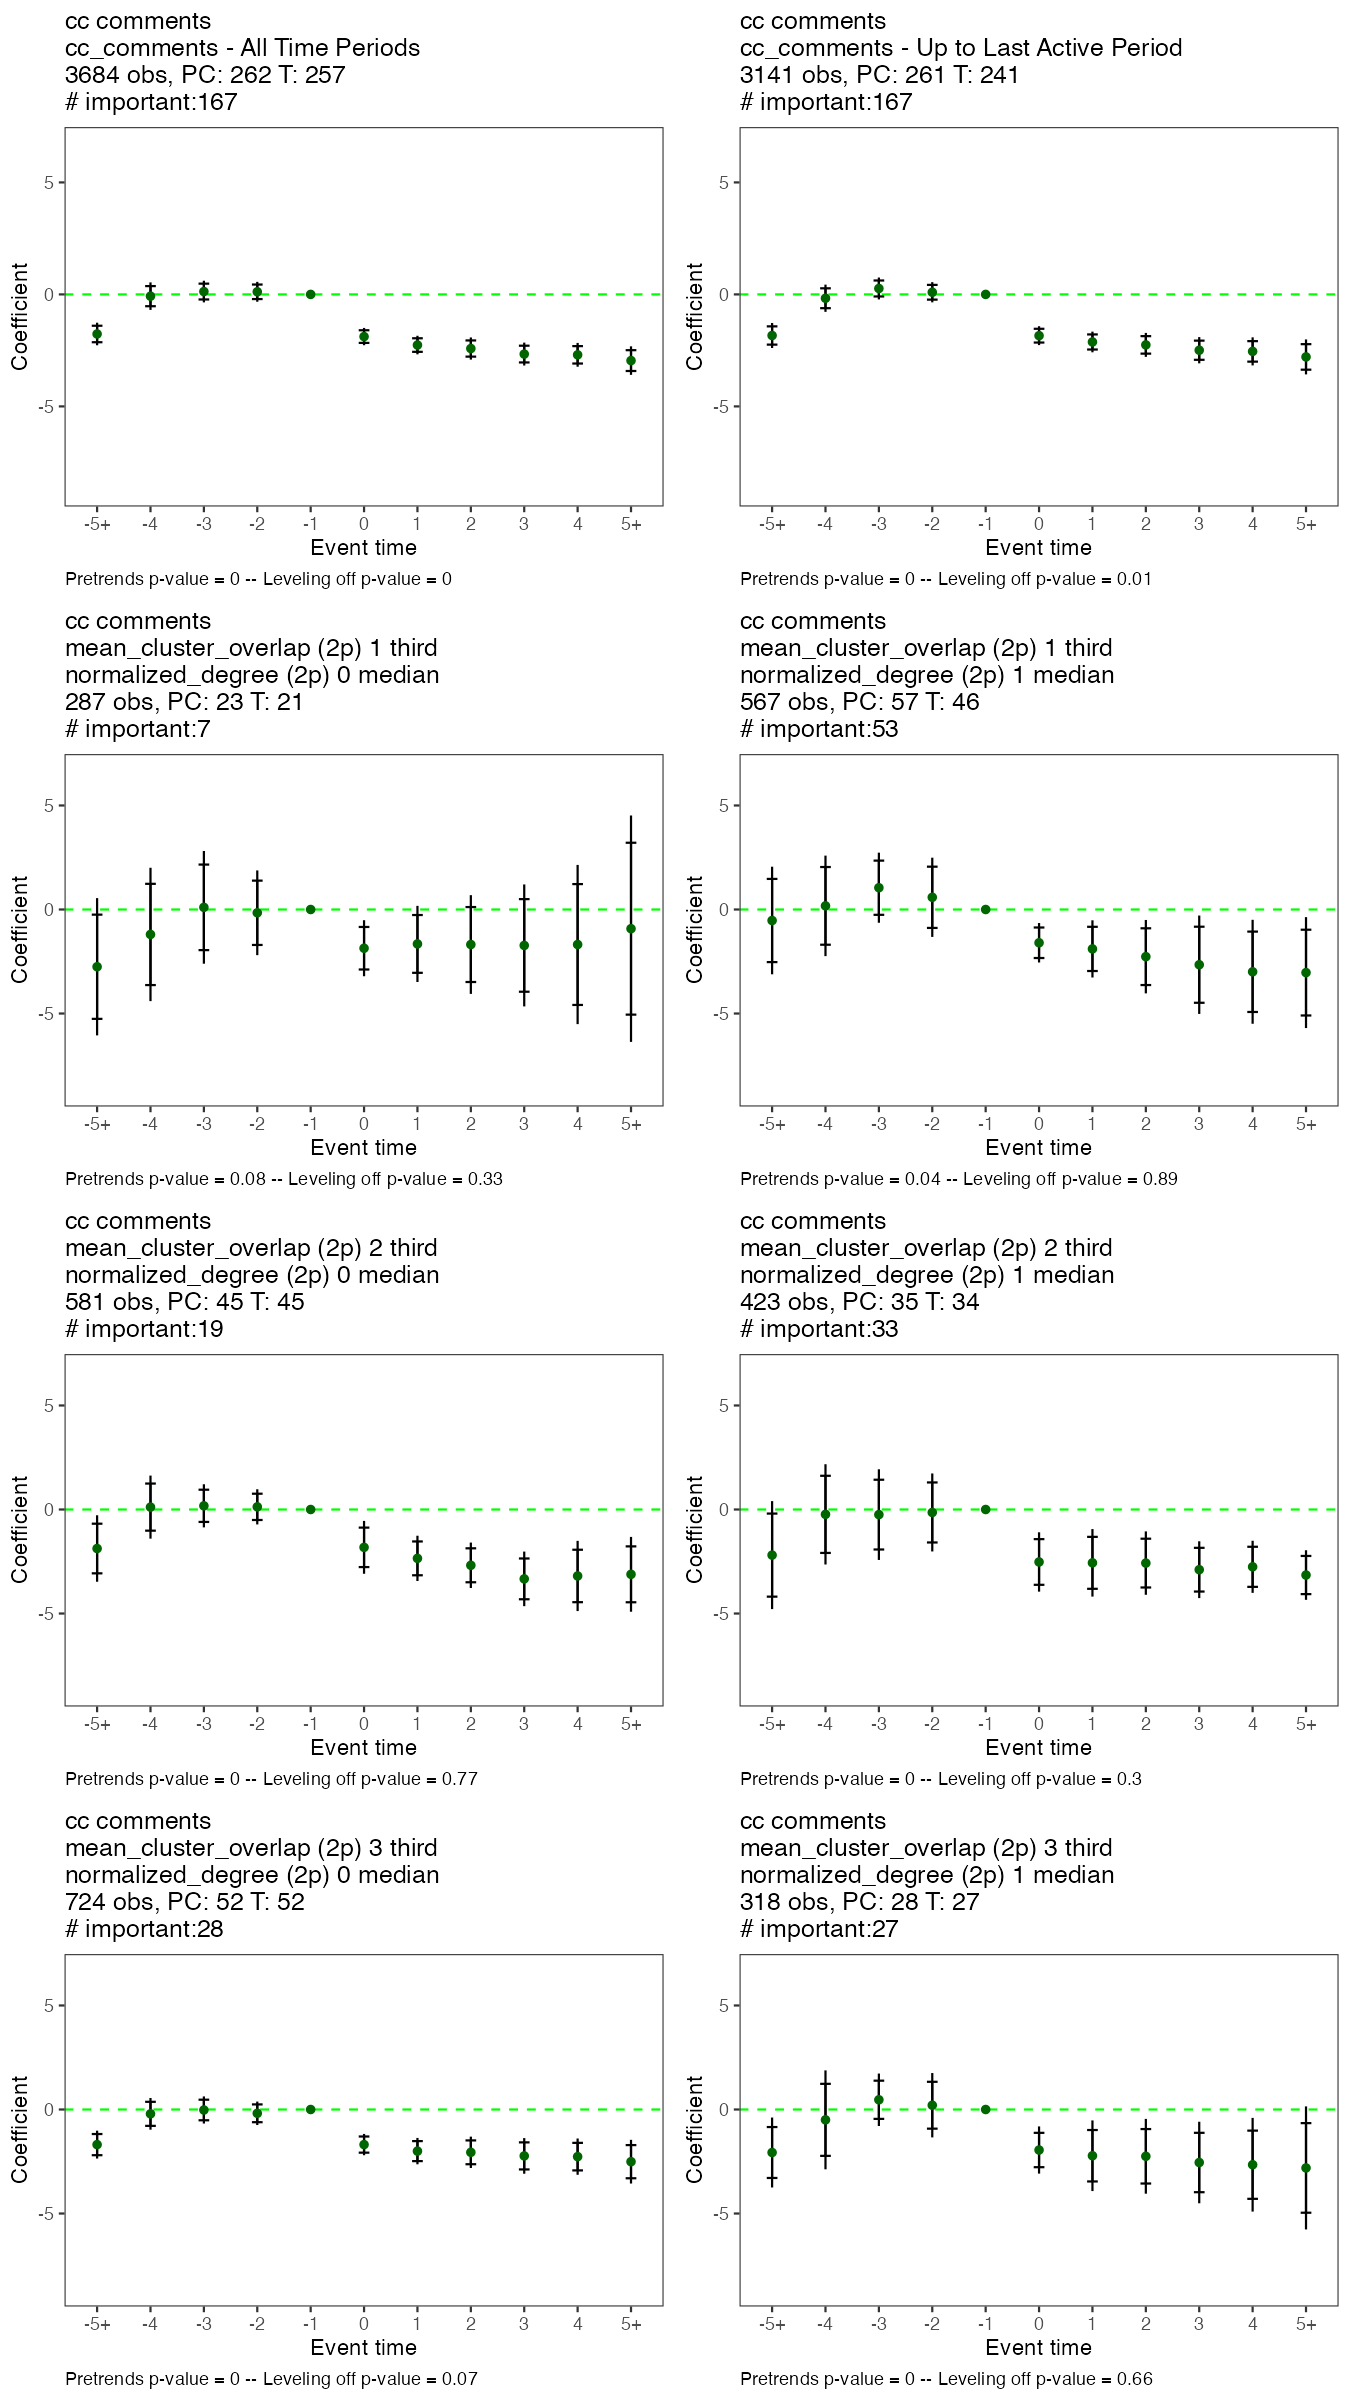 cc comments
cc_comments - All Time Periods
3684 obs, PC: 262 T: 257
# important:167
5
0
-5
Coefficient
-5+ -4 -3 -2 -1 0 1 2 3 4 5+
Event time
Pretrends p-value = 0 -- Leveling off p-value = 0
cc comments
cc_comments - Up to Last Active Period
3141 obs, PC: 261 T: 241
# important:167
5
0
-5
Coefficient
-5+ -4 -3 -2 -1 0 1 2 3 4 5+
Event time
Pretrends p-value = 0 -- Leveling off p-value = 0.01
cc comments
mean_cluster_overlap (2p) 1 third
normalized_degree (2p) 0 median
287 obs, PC: 23 T: 21
# important:7
5
0
-5
Coefficient
-5+ -4 -3 -2 -1 0 1 2 3 4 5+
Event time
Pretrends p-value = 0.08 -- Leveling off p-value = 0.33
cc comments
mean_cluster_overlap (2p) 1 third
normalized_degree (2p) 1 median
567 obs, PC: 57 T: 46
# important:53
5
0
-5
Coefficient
-5+ -4 -3 -2 -1 0 1 2 3 4 5+
Event time
Pretrends p-value = 0.04 -- Leveling off p-value = 0.89
cc comments
mean_cluster_overlap (2p) 2 third
normalized_degree (2p) 0 median
581 obs, PC: 45 T: 45
# important:19
5
0
-5
Coefficient
-5+ -4 -3 -2 -1 0 1 2 3 4 5+
Event time
Pretrends p-value = 0 -- Leveling off p-value = 0.77
cc comments
mean_cluster_overlap (2p) 2 third
normalized_degree (2p) 1 median
423 obs, PC: 35 T: 34
# important:33
5
0
-5
Coefficient
-5+ -4 -3 -2 -1 0 1 2 3 4 5+
Event time
Pretrends p-value = 0 -- Leveling off p-value = 0.3
cc comments
mean_cluster_overlap (2p) 3 third
normalized_degree (2p) 0 median
724 obs, PC: 52 T: 52
# important:28
5
0
-5
Coefficient
-5+ -4 -3 -2 -1 0 1 2 3 4 5+
Event time
Pretrends p-value = 0 -- Leveling off p-value = 0.07
cc comments
mean_cluster_overlap (2p) 3 third
normalized_degree (2p) 1 median
318 obs, PC: 28 T: 27
# important:27
5
0
-5
Coefficient
-5+ -4 -3 -2 -1 0 1 2 3 4 5+
Event time
Pretrends p-value = 0 -- Leveling off p-value = 0.66